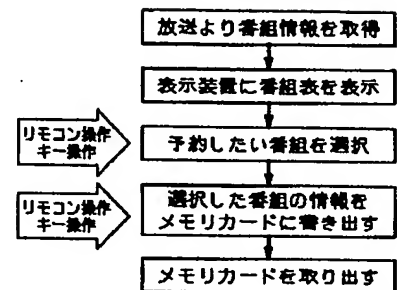 放送より番組情報を取得
表示装置に番組表を表示
リモコン操作
キー操作
予約したい番組を選択
リモコン操作
キー操作
選択した番組の情報を
メモリカードに書き出す
メモリカードを取り出す